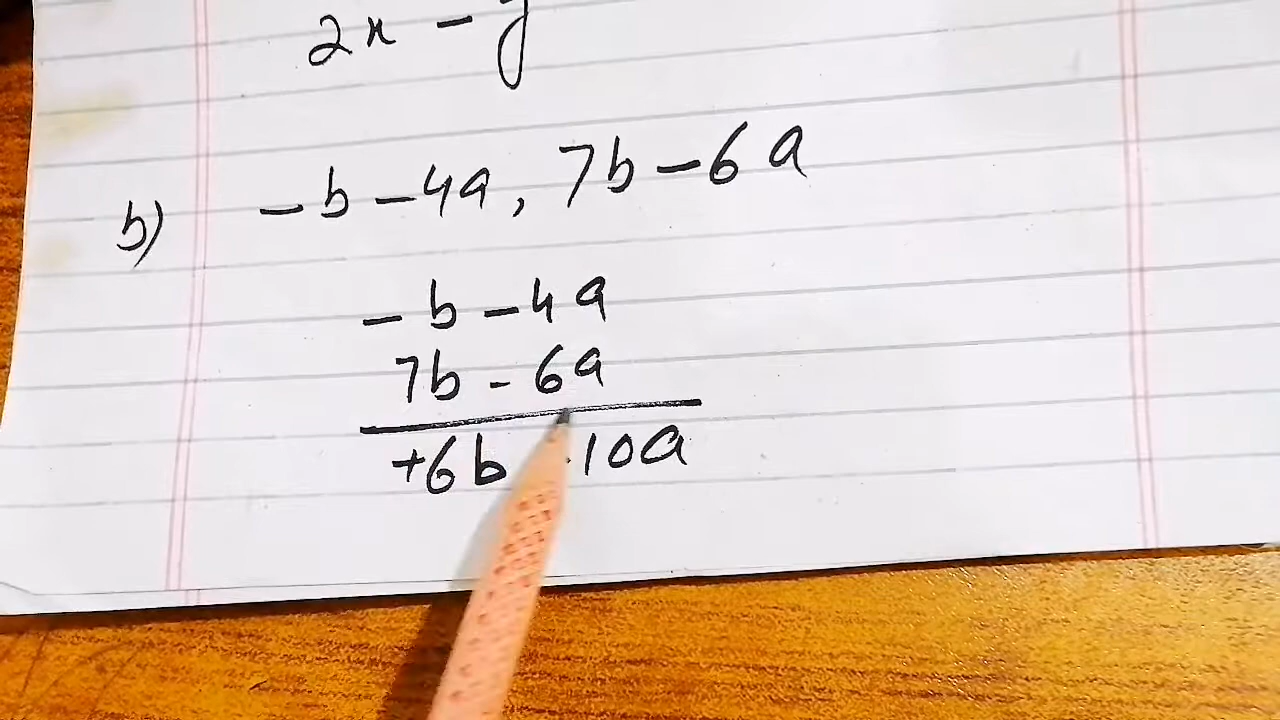 2x - y
b) - b - 4a, 7b - 6a
- b - 4a
7b - 6a
+6b - 10a